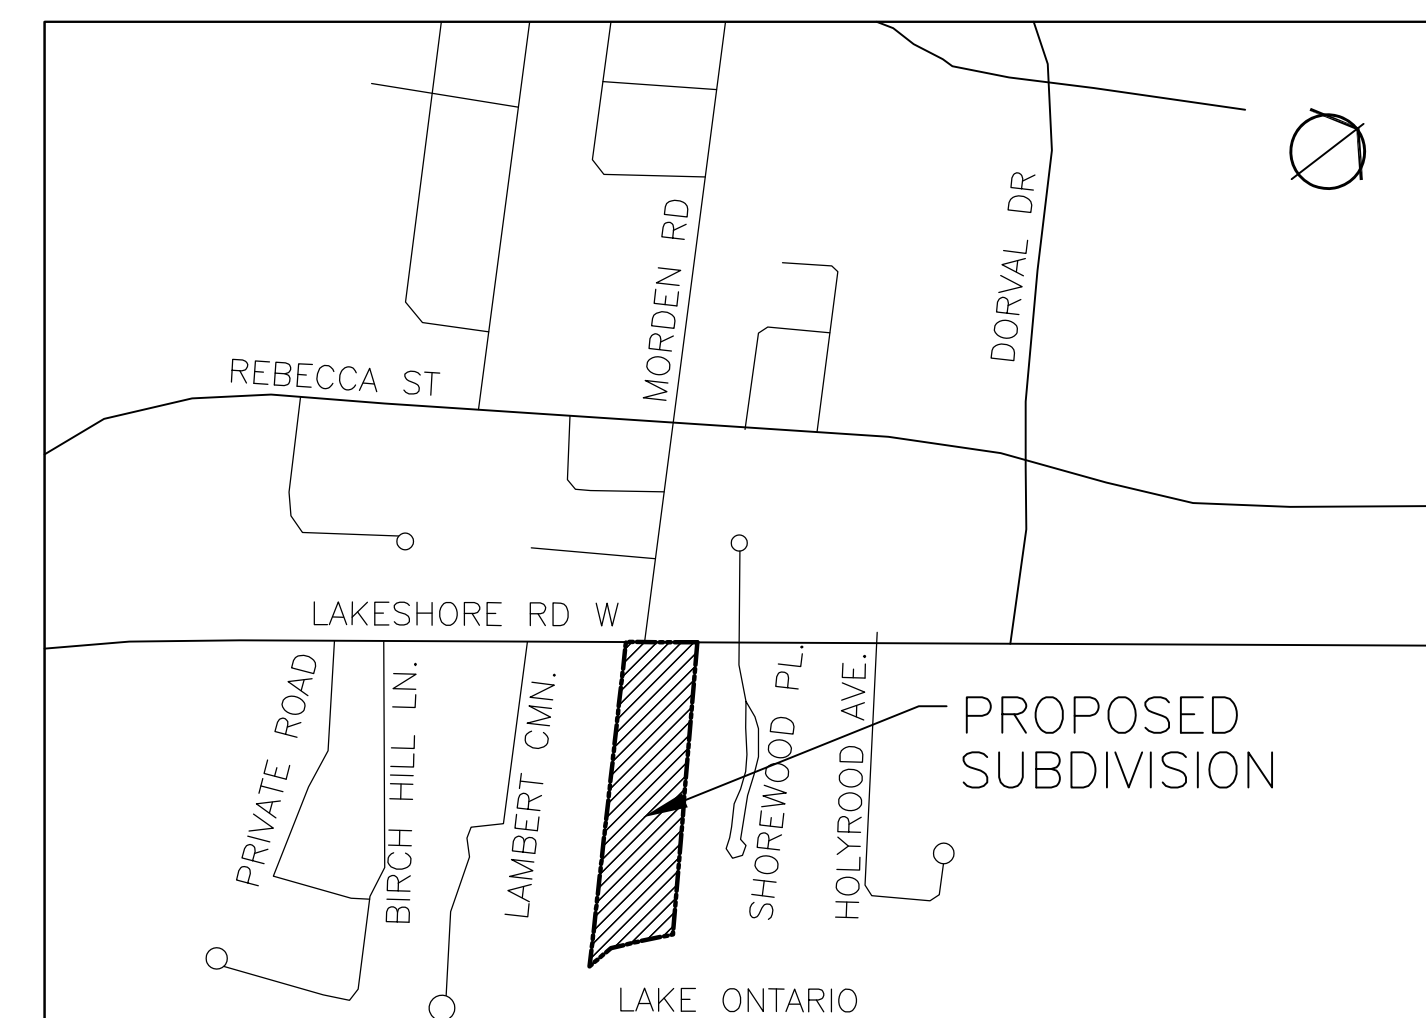 REBECCA ST
MORDEN RD
DORVAL DR
LAKESHORE RD W
PRIVATE ROAD
BIRCH HILL LN.
LAMBERT CMN.
SHOREWOOD PL.
HOLYROOD AVE.
PROPOSED
SUBDIVISION
LAKE ONTARIO